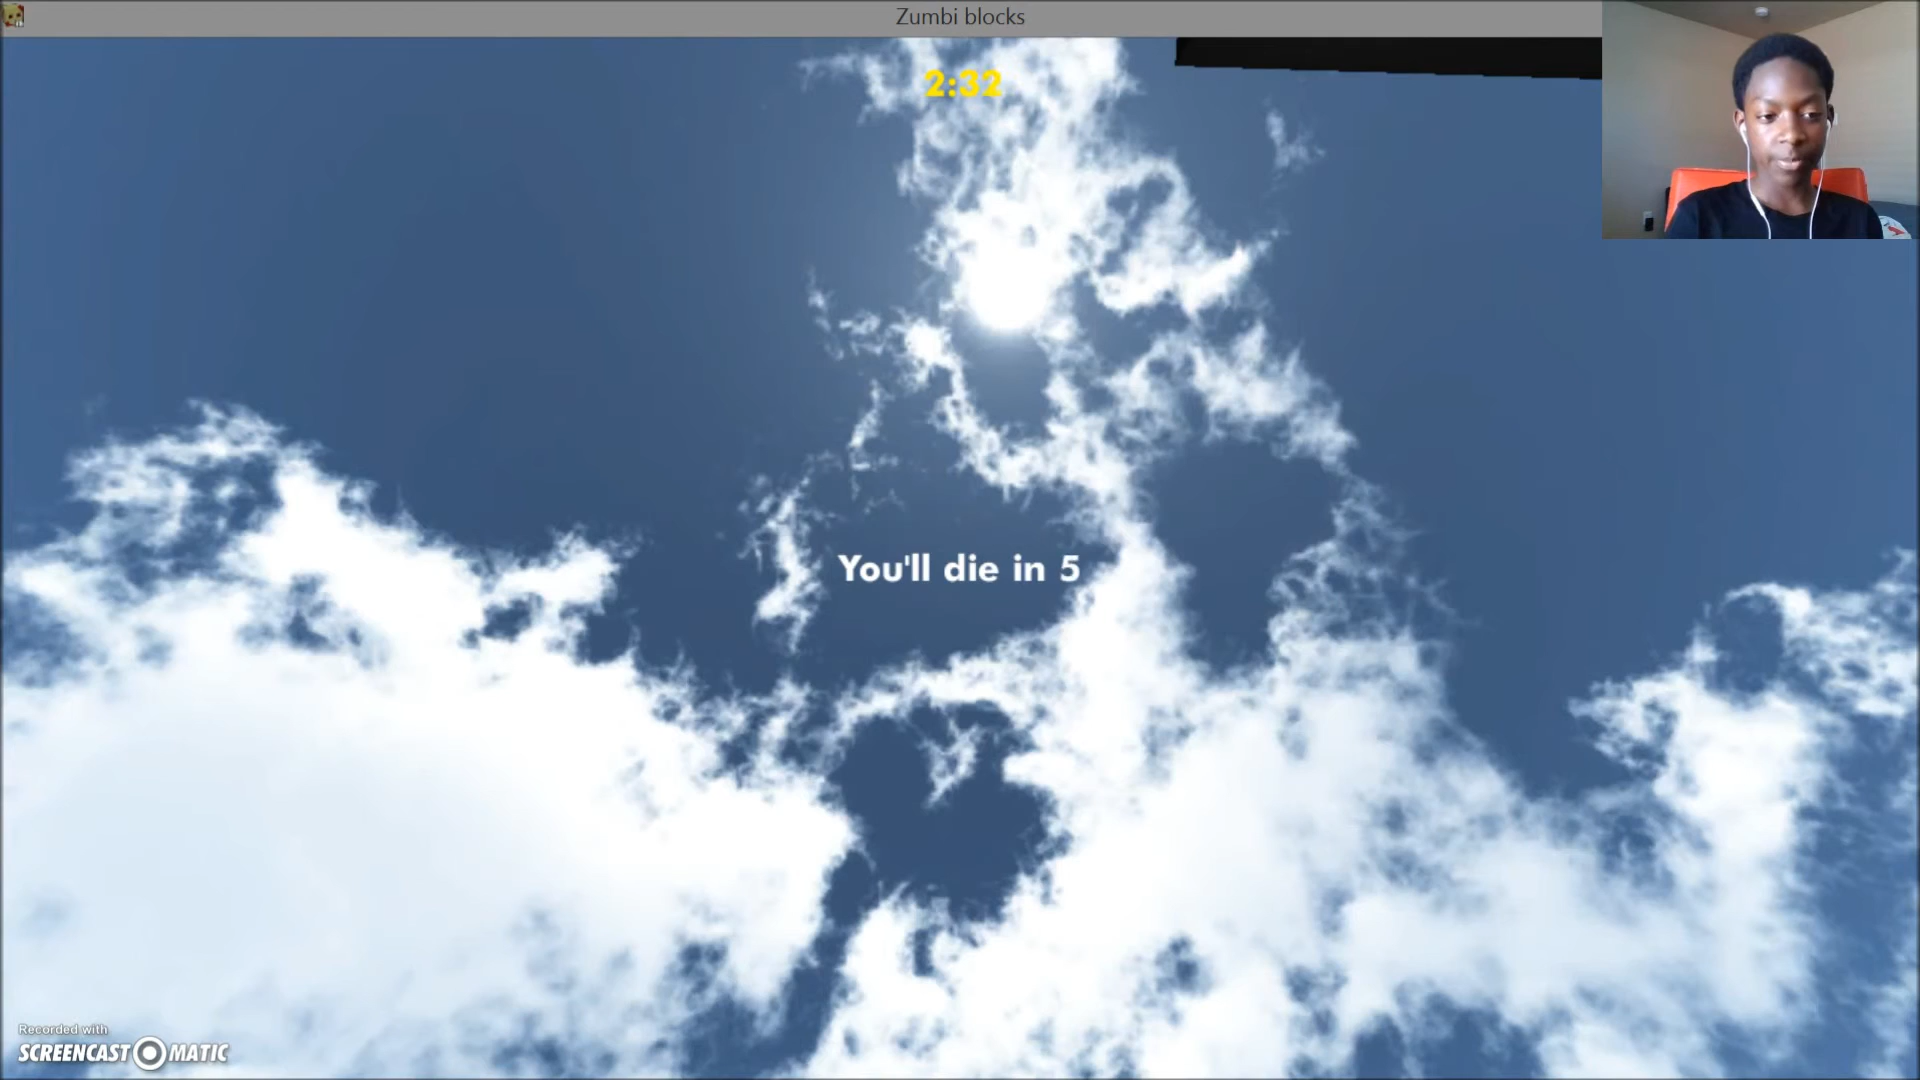 Zumbi blocks
2:32
You'll die in 5
Recorded with
SCREENCAST MATIC